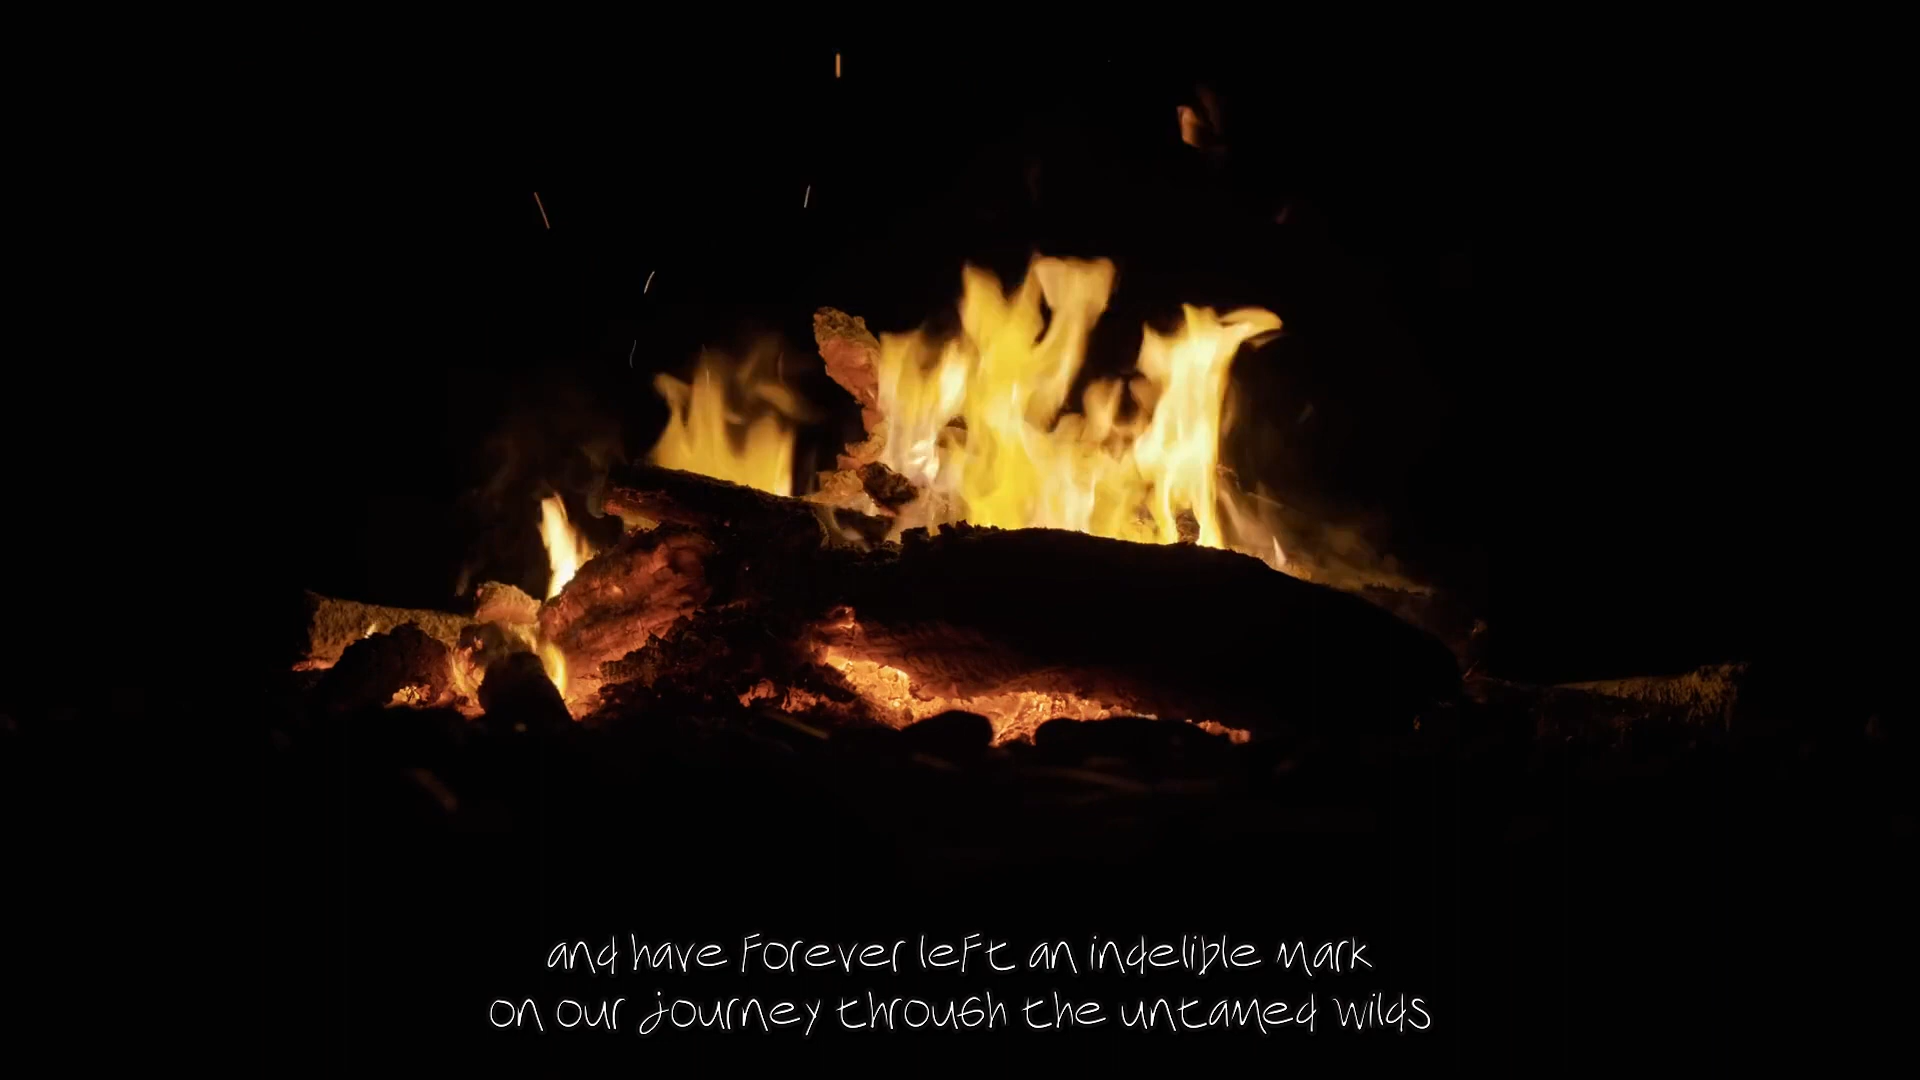 and have forever left an indelible mark
on our journey through the untamed wilds